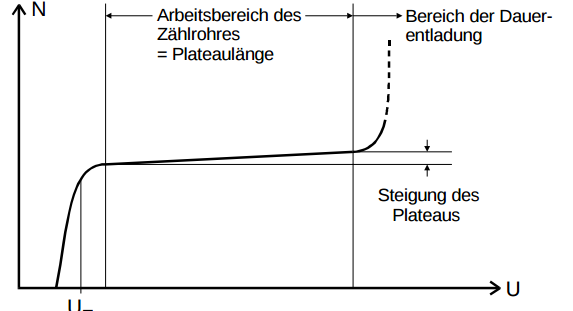 N
Arbeitsbereich des
Zählrohres
= Plateaulänge
Bereich der Dauer-
entladung
Steigung des
Plateaus
U